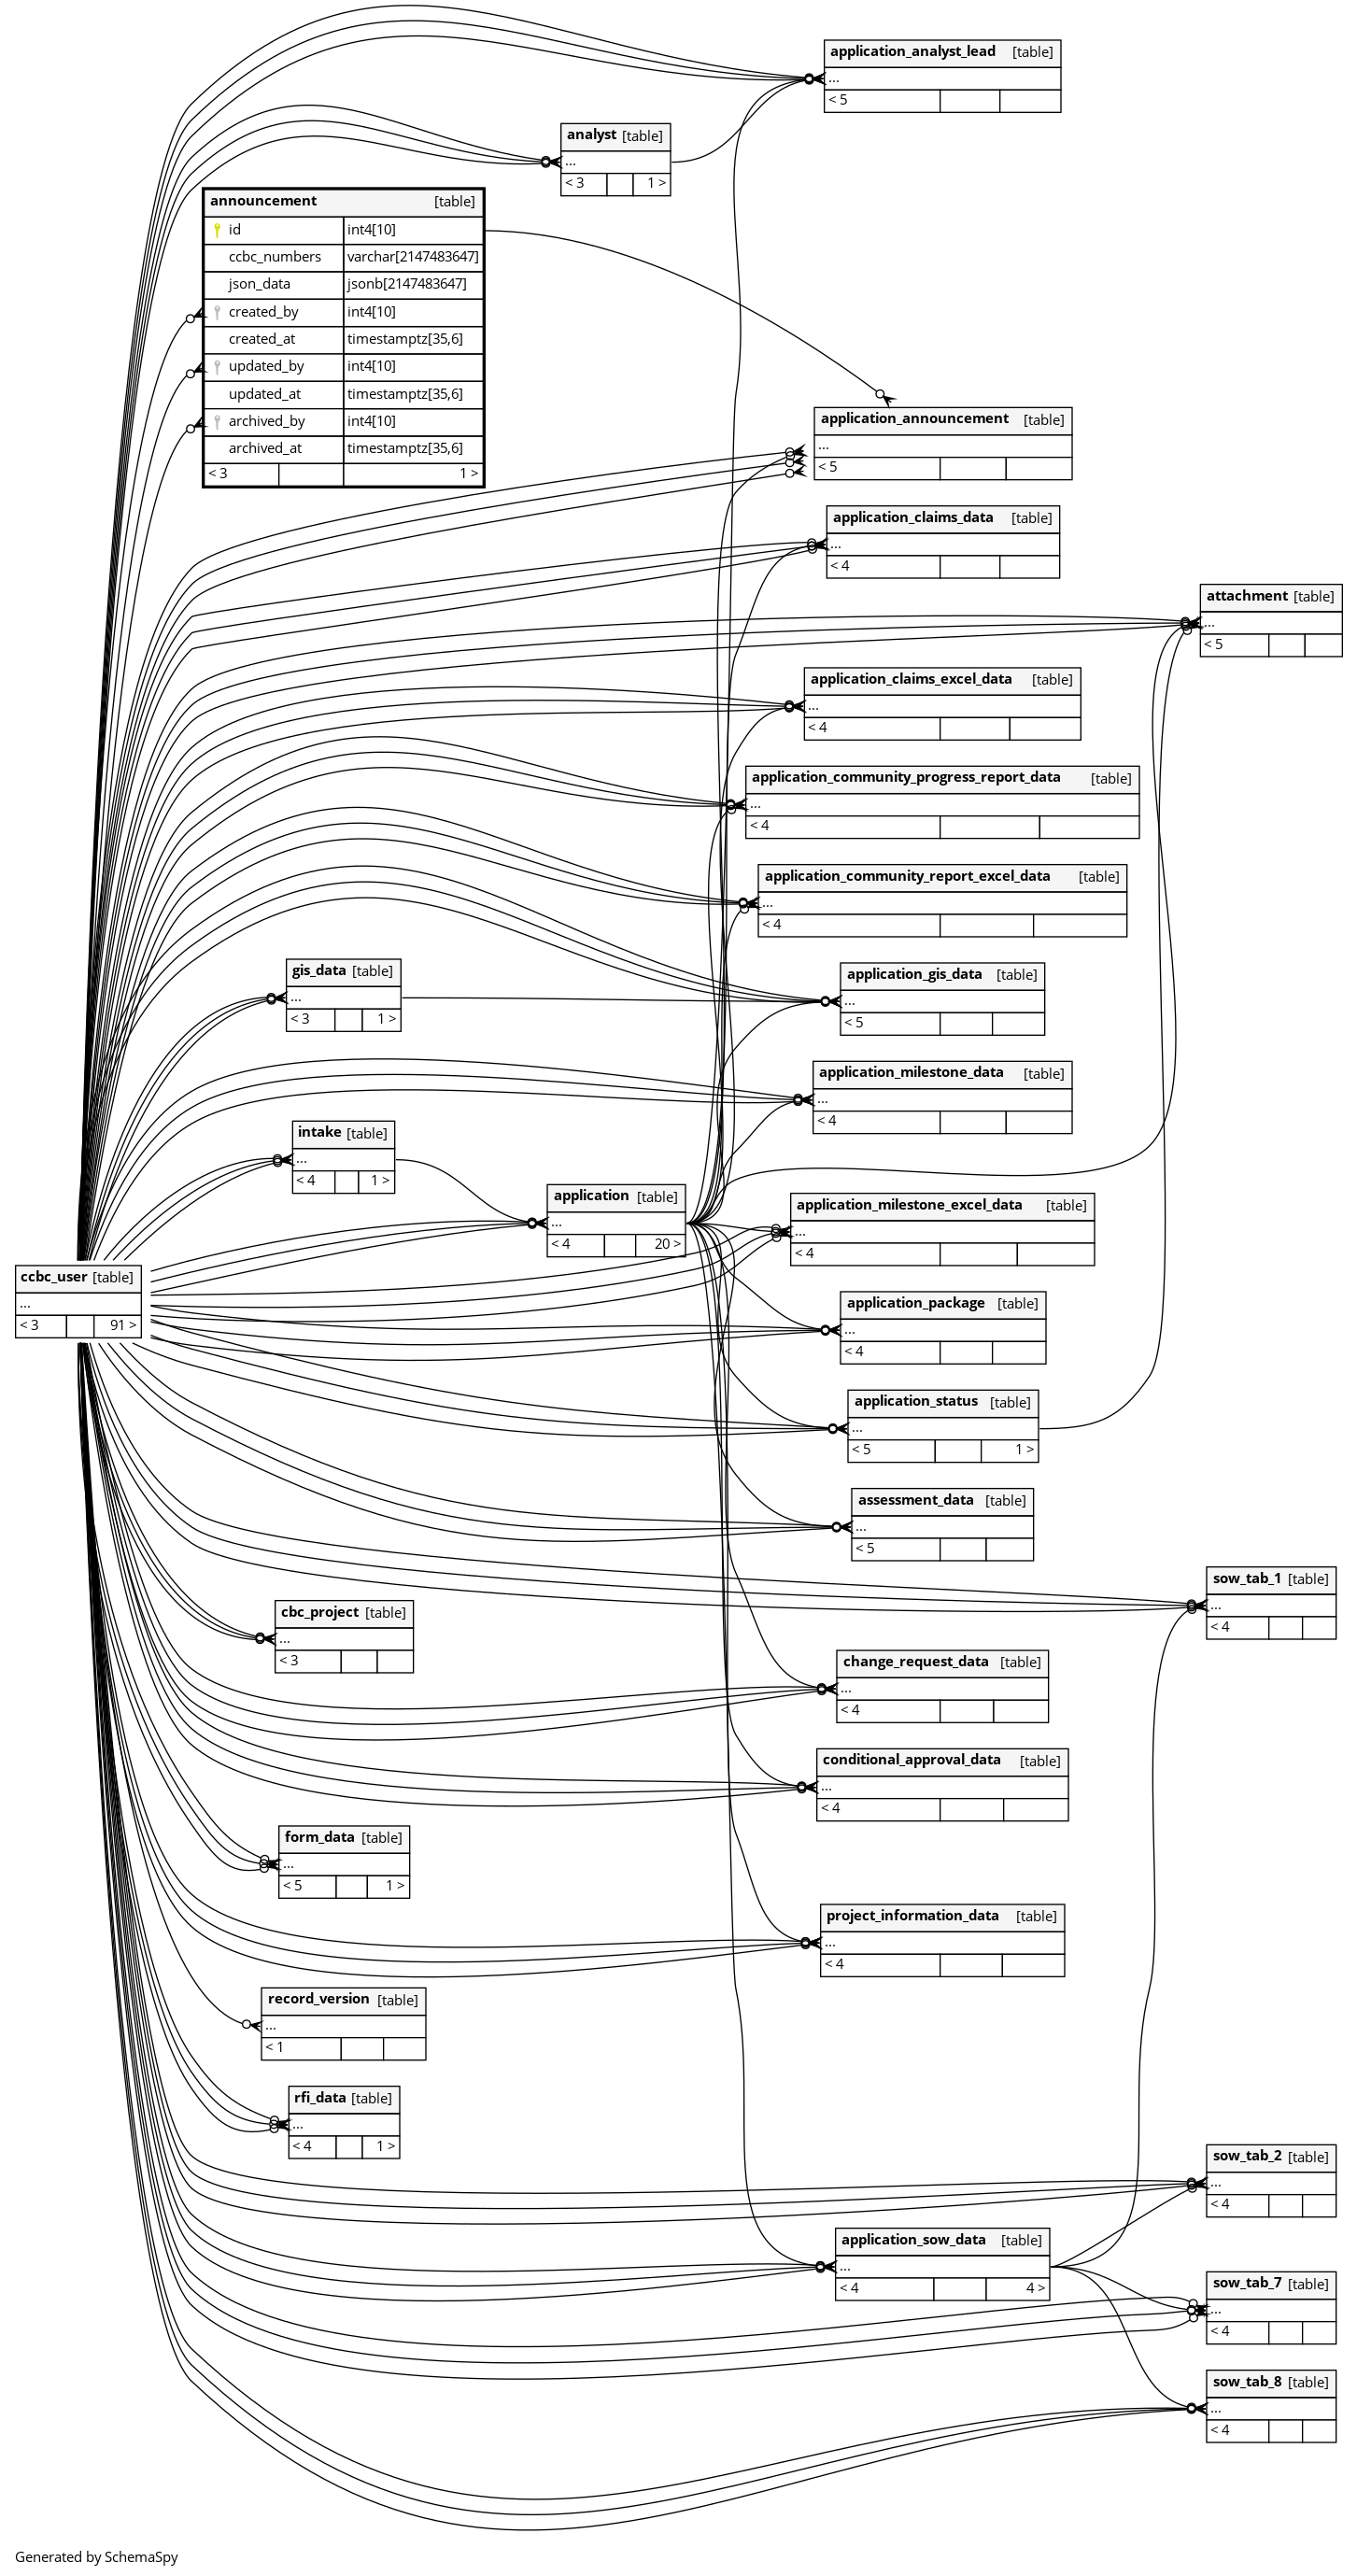 application_analyst_lead [table]
...
< 5
analyst [table]
...
< 3 1 >
announcement [table]
id int4[10]
ccbc_numbers varchar[2147483647]
json_data jsonb[2147483647]
created_by int4[10]
created_at timestamptz[35,6]
updated_by int4[10]
updated_at timestamptz[35,6]
archived_by int4[10]
archived_at timestamptz[35,6]
< 3 1 >
application_announcement [table]
...
< 5
application_claims_data [table]
...
< 4
attachment [table]
...
< 5
application_claims_excel_data [table]
...
< 4
application_community_progress_report_data [table]
...
< 4
application_community_report_excel_data [table]
...
< 4
gis_data [table]
...
< 3 1 >
application_gis_data [table]
...
< 5
application_milestone_data [table]
...
< 4
intake [table]
...
< 4 1 >
application [table]
...
< 4 20 >
application_milestone_excel_data [table]
...
< 4
ccbc_user [table]
...
< 3 91 >
application_package [table]
...
< 4
application_status [table]
...
< 5 1 >
assessment_data [table]
...
< 5
sow_tab_1 [table]
...
< 4
cbc_project [table]
...
< 3
change_request_data [table]
...
< 4
conditional_approval_data [table]
...
< 4
form_data [table]
...
< 5 1 >
project_information_data [table]
...
< 4
record_version [table]
...
< 1
rfi_data [table]
...
< 4 1 >
sow_tab_2 [table]
...
< 4
application_sow_data [table]
...
< 4 4 >
sow_tab_7 [table]
...
< 4
sow_tab_8 [table]
...
< 4
Generated by SchemaSpy